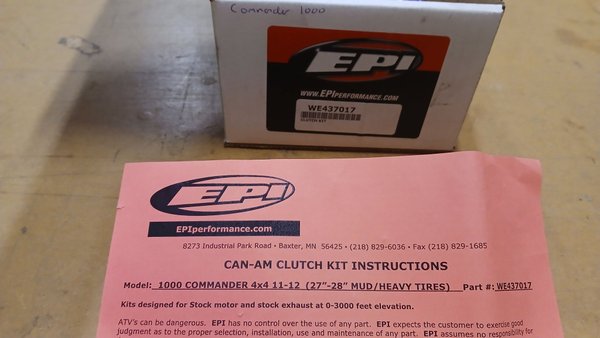 Commander 1000
EPI
WWW.EPIPERFORMANCE.COM
WE437017
CLUTCH KIT
EPI
EPIperformance.com
8273 Industrial Park Road • Baxter, MN 56425 • (218) 829-6036 • Fax (218) 829-1685
CAN-AM CLUTCH KIT INSTRUCTIONS
Model: 1000 COMMANDER 4x4 11-12 (27"-28" MUD/HEAVY TIRES) Part #: WE437017
Kits designed for Stock motor and stock exhaust at 0-3000 feet elevation.
ATV's can be dangerous. EPI has no control over the use of any part. EPI expects the customer to exercise good
judgment as to the proper selection, installation, use and maintenance of any part. EPI assumes no responsibility for